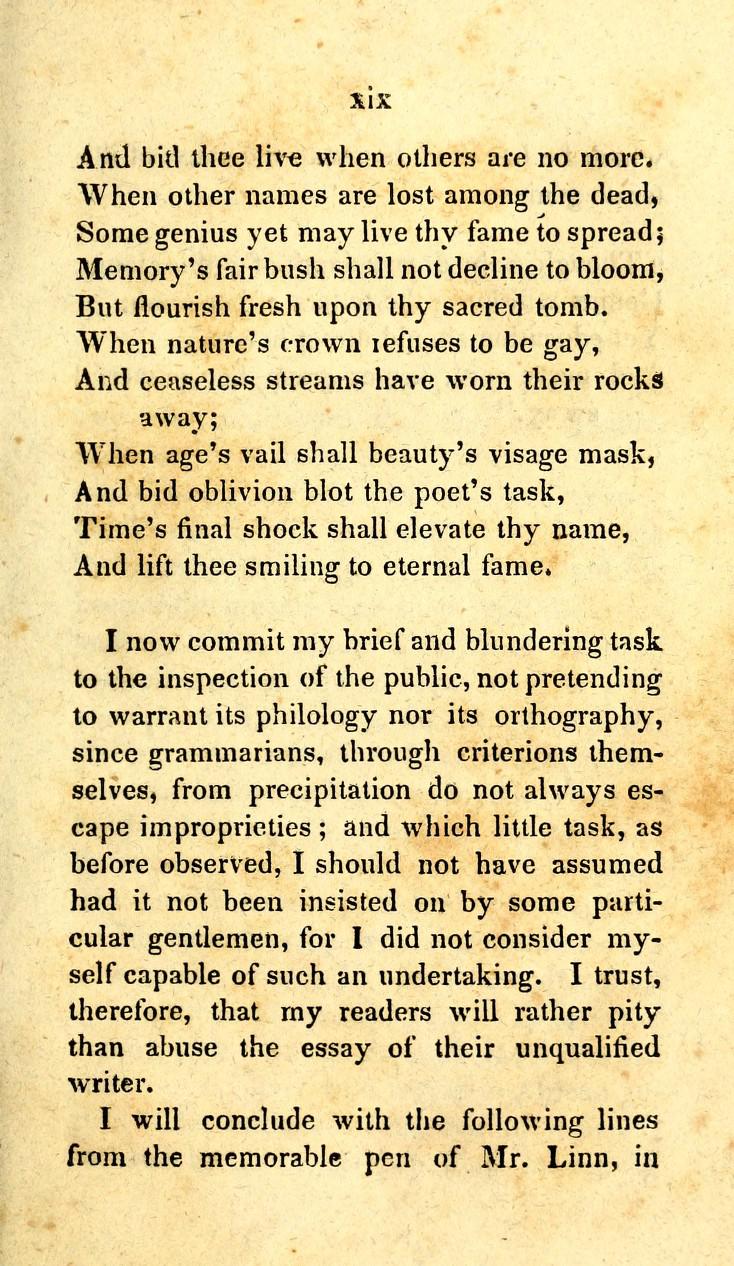 xix
And bid thee live when others are no more.
When other names are lost among the dead,
Some genius yet may live thy fame to spread;
Memory's fair bush shall not decline to bloom,
But flourish fresh upon thy sacred tomb.
When nature's crown refuses to be gay,
And ceaseless streams have worn their rocks
away;
When age's vail shall beauty's visage mask,
And bid oblivion blot the poet's task,
Time's final shock shall elevate thy name,
And lift thee smiling to eternal fame.
I now commit my brief and blundering task
to the inspection of the public, not pretending
to warrant its philology nor its orthography,
since grammarians, through criterions them-
selves, from precipitation do not always es-
cape improprieties; and which little task, as
before observed, I should not have assumed
had it not been insisted on by some parti-
cular gentlemen, for I did not consider my-
self capable of such an undertaking. I trust,
therefore, that my readers will rather pity
than abuse the essay of their unqualified
writer.
I will conclude with the following lines
from the memorable pen of Mr. Linn, in